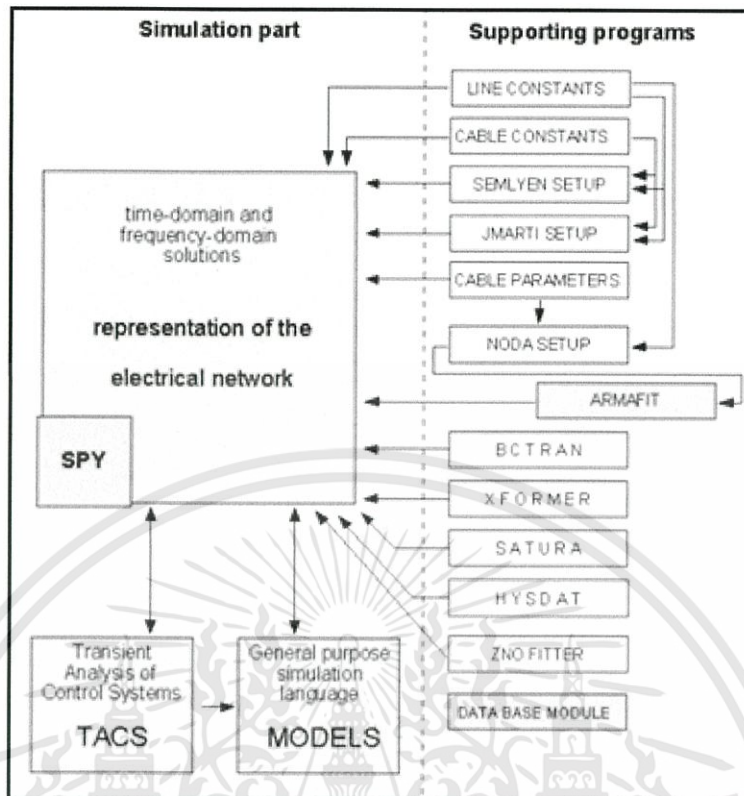 Simulation part
Supporting programs
LINE CONSTANTS
CABLE CONSTANTS
SEMLYEN SETUP
JMARTI SETUP
CABLE PARAMETERS
NODA SETUP
ARMAFIT
BCTRAN
XFORMER
SATURA
HYSDAT
ZNO FITTER
DATA BASE MODULE
time-domain and
frequency-domain
solutions
representation of the
electrical network
SPY
Transient
Analysis of
Control Systems
TACS
General purpose
simulation
language
MODELS